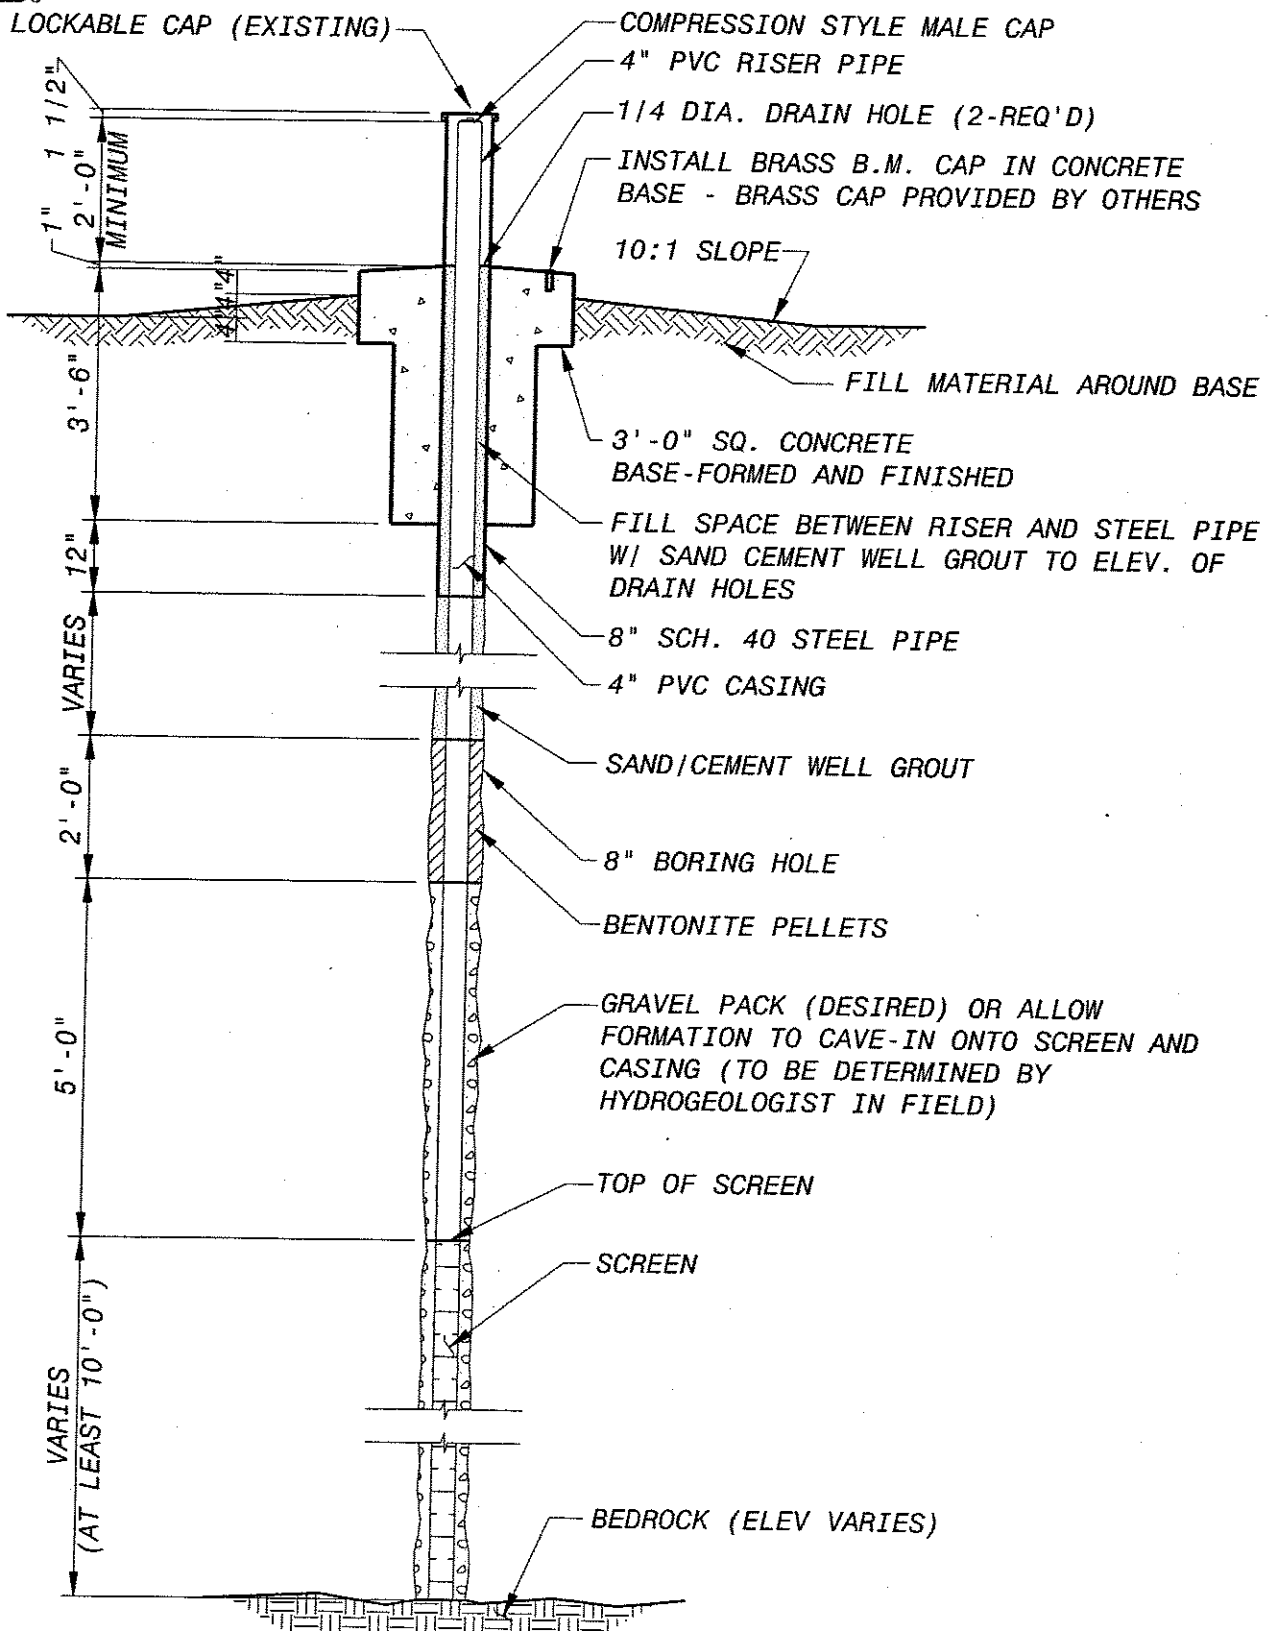 LOCKABLE CAP (EXISTING)
COMPRESSION STYLE MALE CAP
4" PVC RISER PIPE
1/4 DIA. DRAIN HOLE (2-REQ'D)
INSTALL BRASS B.M. CAP IN CONCRETE
BASE - BRASS CAP PROVIDED BY OTHERS
10:1 SLOPE
FILL MATERIAL AROUND BASE
3'-0" SQ. CONCRETE
BASE-FORMED AND FINISHED
FILL SPACE BETWEEN RISER AND STEEL PIPE
W/ SAND CEMENT WELL GROUT TO ELEV. OF
DRAIN HOLES
8" SCH. 40 STEEL PIPE
4" PVC CASING
SAND/CEMENT WELL GROUT
8" BORING HOLE
BENTONITE PELLETS
GRAVEL PACK (DESIRED) OR ALLOW
FORMATION TO CAVE-IN ONTO SCREEN AND
CASING (TO BE DETERMINED BY
HYDROGEOLOGIST IN FIELD)
TOP OF SCREEN
SCREEN
BEDROCK (ELEV VARIES)
1 1/2"
2'-0"
MINIMUM
1"
4"
4"
4"
3'-6"
12"
VARIES
2'-0"
5'-0"
VARIES
(AT LEAST 10'-0")